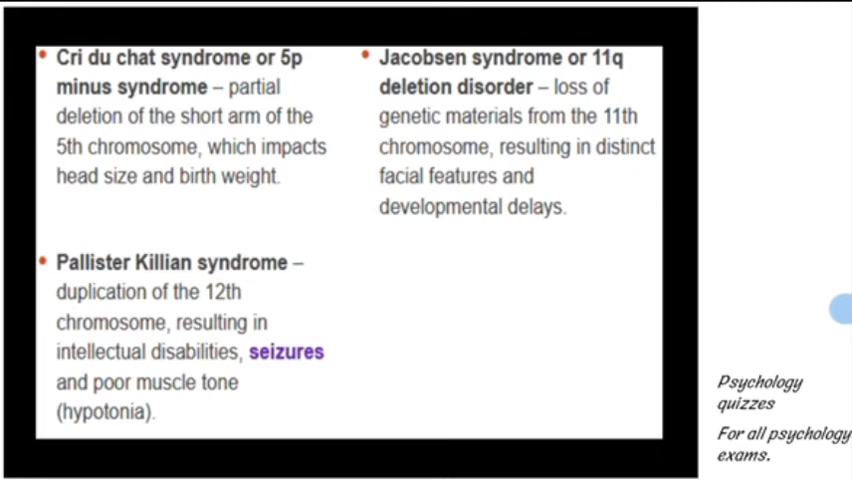 • Cri du chat syndrome or 5p
minus syndrome – partial
deletion of the short arm of the
5th chromosome, which impacts
head size and birth weight.
• Jacobsen syndrome or 11q
deletion disorder – loss of
genetic materials from the 11th
chromosome, resulting in distinct
facial features and
developmental delays.
• Pallister Killian syndrome –
duplication of the 12th
chromosome, resulting in
intellectual disabilities, seizures
and poor muscle tone
(hypotonia).
Psychology
quizzes
For all psychology
exams.